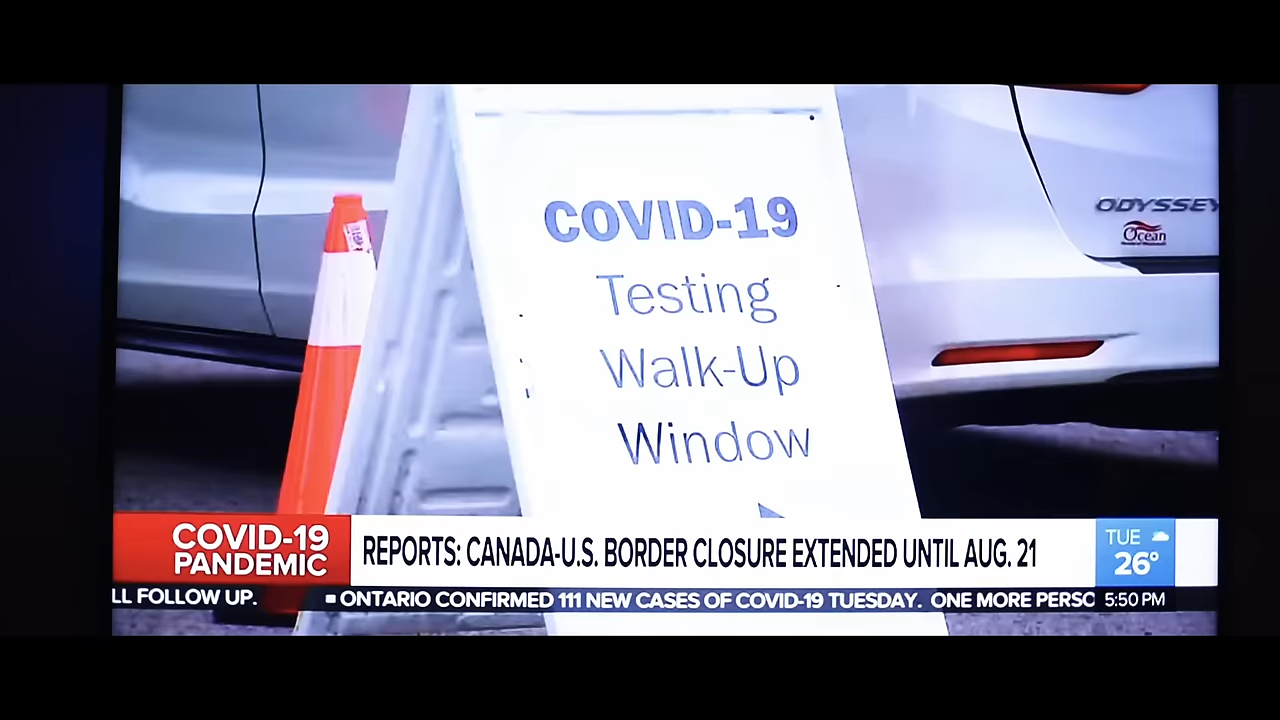 ODYSSEY
Ocean
COVID-19
Testing
Walk-Up
Window
COVID-19
PANDEMIC
REPORTS: CANADA-U.S. BORDER CLOSURE EXTENDED UNTIL AUG. 21
TUE
26°
LL FOLLOW UP.
■ ONTARIO CONFIRMED 111 NEW CASES OF COVID-19 TUESDAY. ONE MORE PERSO
5:50 PM